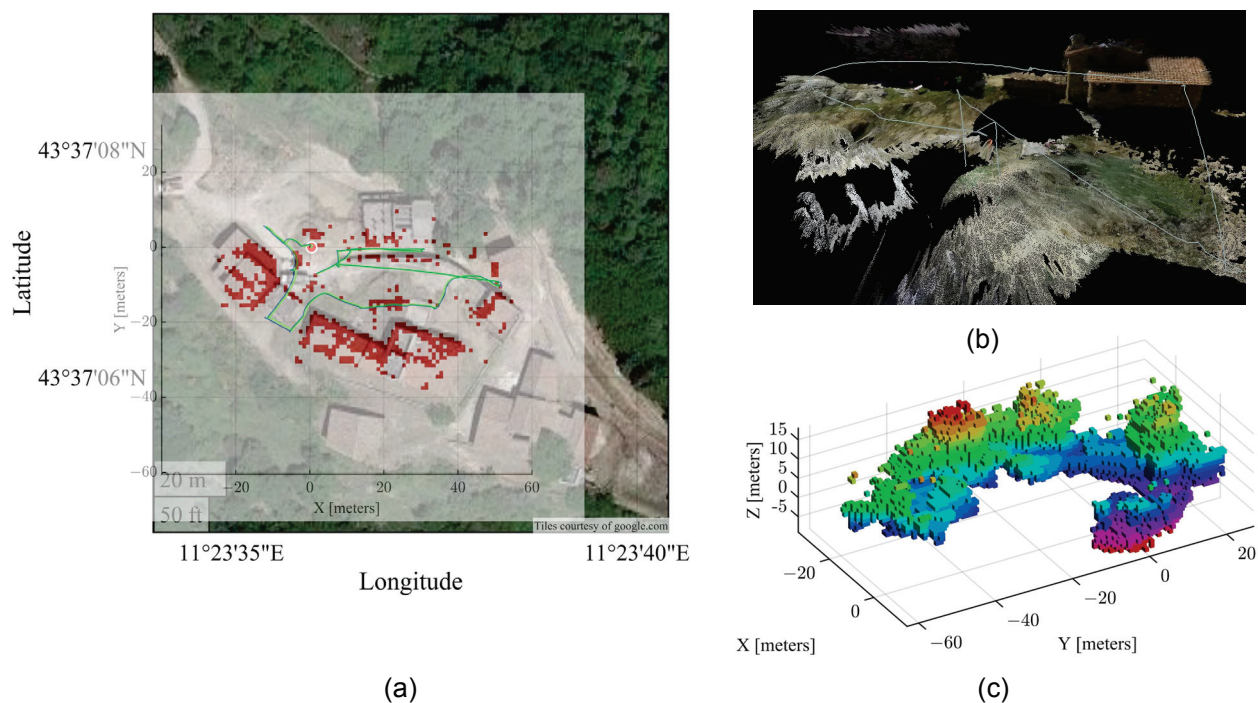 43°37'08"N
20
0
−20
43°37'06"N
−40
−60
Latitude
Y [meters]
20 m
50 ft
−20
0
20
40
60
X [meters]
Tiles courtesy of google.com
11°23'35"E
11°23'40"E
Longitude
(a)
(b)
15
10
5
0
−5
Z [meters]
−20
0
X [meters]
−60
−40
−20
0
20
Y [meters]
(c)